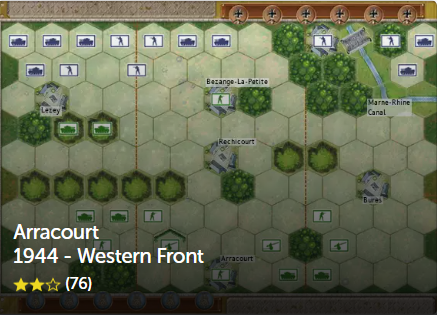 Bezange-La-Petite
Lezey
Marne-Rhine
Canal
Rechicourt
Bures
Arracourt
1944 - Western Front
Arracourt
(76)